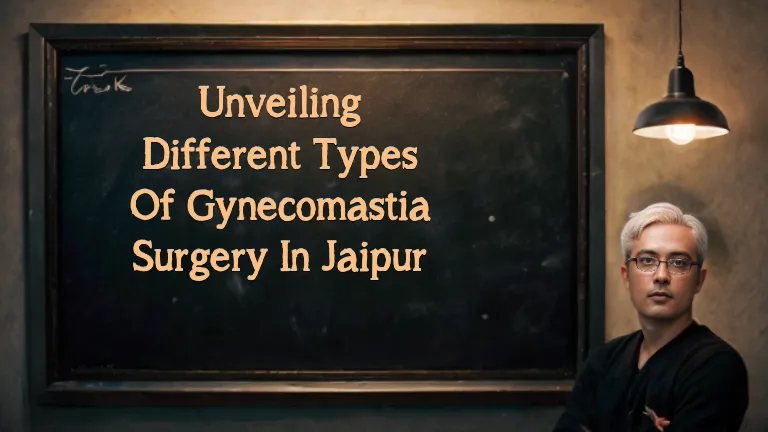 Unveiling
Different Types
Of Gynecomastia
Surgery In Jaipur